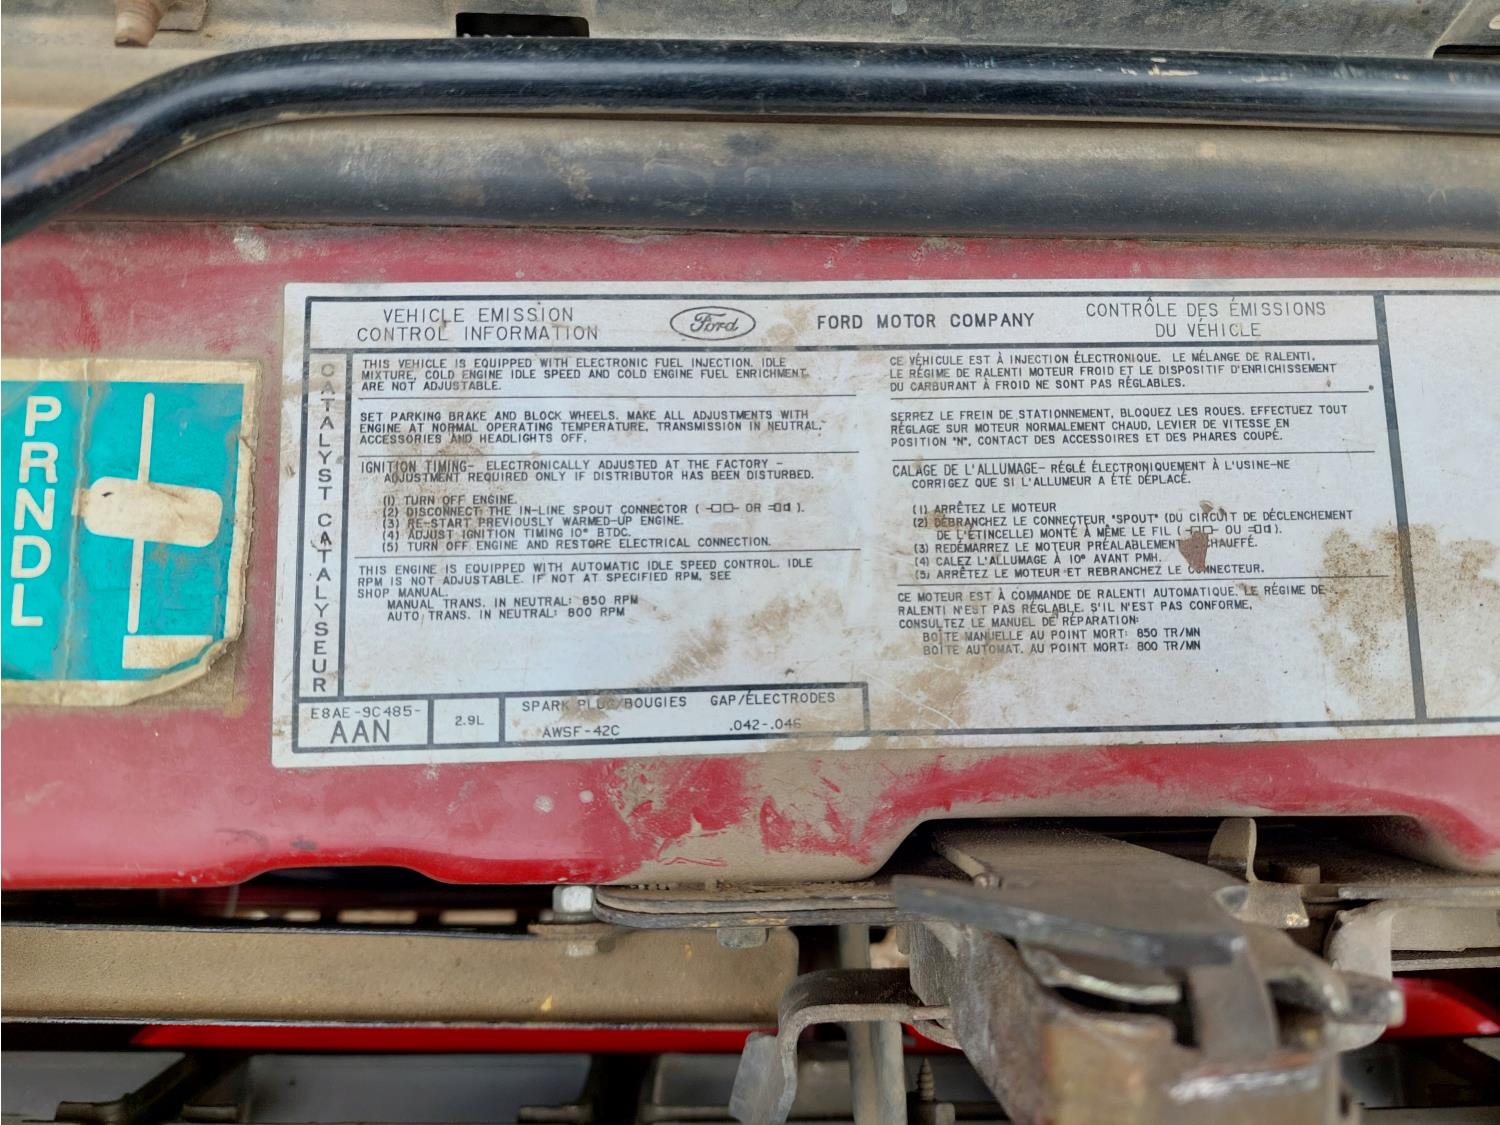 VEHICLE EMISSION
CONTROL INFORMATION
Ford
FORD MOTOR COMPANY
CONTRÔLE DES ÉMISSIONS
DU VÉHICLE
CATALYST CATALYSEUR
THIS VEHICLE IS EQUIPPED WITH ELECTRONIC FUEL INJECTION. IDLE
MIXTURE, COLD ENGINE IDLE SPEED AND COLD ENGINE FUEL ENRICHMENT
ARE NOT ADJUSTABLE.
SET PARKING BRAKE AND BLOCK WHEELS. MAKE ALL ADJUSTMENTS WITH
ENGINE AT NORMAL OPERATING TEMPERATURE, TRANSMISSION IN NEUTRAL,
ACCESSORIES AND HEADLIGHTS OFF.
IGNITION TIMING- ELECTRONICALLY ADJUSTED AT THE FACTORY -
ADJUSTMENT REQUIRED ONLY IF DISTRIBUTOR HAS BEEN DISTURBED.
(1) TURN OFF ENGINE.
(2) DISCONNECT THE IN-LINE SPOUT CONNECTOR ( OR ).
(3) RE-START PREVIOUSLY WARMED-UP ENGINE.
(4) ADJUST IGNITION TIMING 10° BTDC.
(5) TURN OFF ENGINE AND RESTORE ELECTRICAL CONNECTION.
THIS ENGINE IS EQUIPPED WITH AUTOMATIC IDLE SPEED CONTROL. IDLE
RPM IS NOT ADJUSTABLE. IF NOT AT SPECIFIED RPM, SEE
SHOP MANUAL.
MANUAL TRANS. IN NEUTRAL: 850 RPM
AUTO TRANS. IN NEUTRAL: 800 RPM
CE VÉHICULE EST À INJECTION ÉLECTRONIQUE. LE MÉLANGE DE RALENTI,
LE RÉGIME DE RALENTI MOTEUR FROID ET LE DISPOSITIF D'ENRICHISSEMENT
DU CARBURANT À FROID NE SONT PAS RÉGLABLES.
SERREZ LE FREIN DE STATIONNEMENT, BLOQUEZ LES ROUES. EFFECTUEZ TOUT
RÉGLAGE SUR MOTEUR NORMALEMENT CHAUD, LEVIER DE VITESSE EN
POSITION "N", CONTACT DES ACCESSOIRES ET DES PHARES COUPÉ.
CALAGE DE L'ALLUMAGE- RÉGLÉ ÉLECTRONIQUEMENT À L'USINE-NE
CORRIGEZ QUE SI L'ALLUMEUR A ÉTÉ DÉPLACÉ.
(1) ARRÊTEZ LE MOTEUR
(2) DÉBRANCHEZ LE CONNECTEUR "SPOUT" (DU CIRCUIT DE DÉCLENCHEMENT
DE L'ÉTINCELLE) MONTÉ À MÊME LE FIL ( OU ).
(3) REDÉMARREZ LE MOTEUR PRÉALABLEMENT CHAUFFÉ.
(4) CALEZ L'ALLUMAGE À 10° AVANT PMH.
(5) ARRÊTEZ LE MOTEUR ET REBRANCHEZ LE CONNECTEUR.
CE MOTEUR EST À COMMANDE DE RALENTI AUTOMATIQUE. LE RÉGIME DE
RALENTI N'EST PAS RÉGLABLE. S'IL N'EST PAS CONFORME,
CONSULTEZ LE MANUEL DE RÉPARATION:
BOÎTE MANUELLE AU POINT MORT: 850 TR/MN
BOÎTE AUTOMAT. AU POINT MORT: 800 TR/MN
E8AE-9C485-
AAN
2.9L
SPARK PLUG/BOUGIES GAP/ÉLECTRODES
AWSF-42C .042-.046
PRNDL